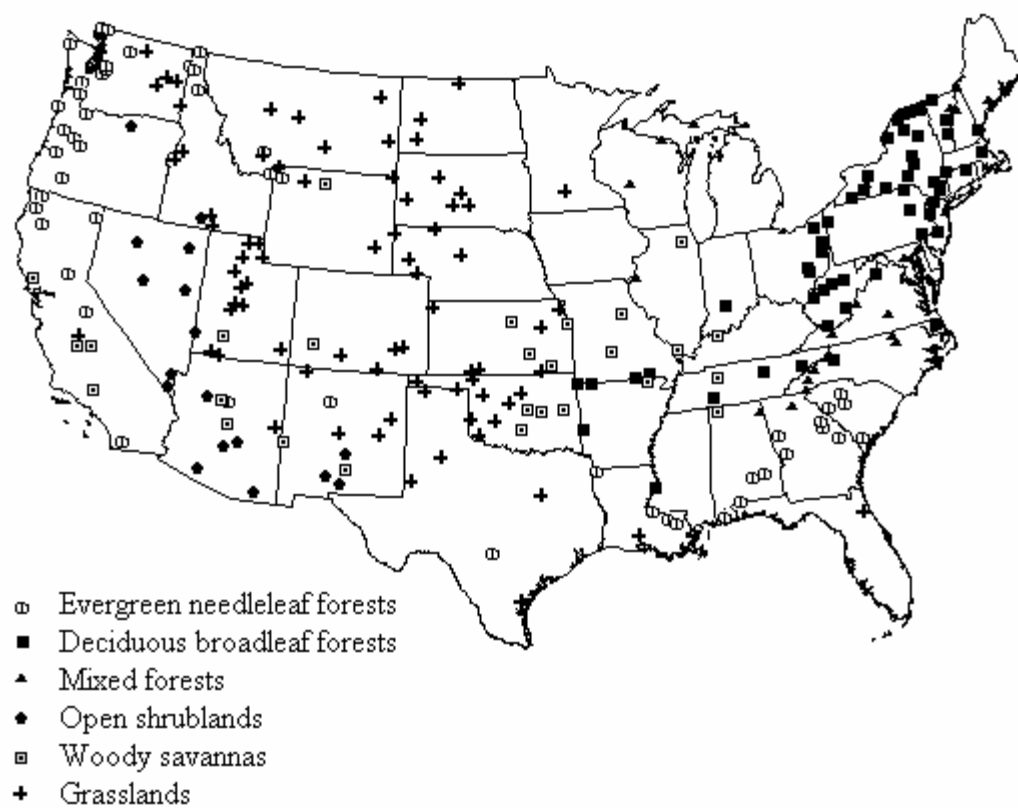 Evergreen needleleaf forests
Deciduous broadleaf forests
Mixed forests
Open shrublands
Woody savannas
Grasslands